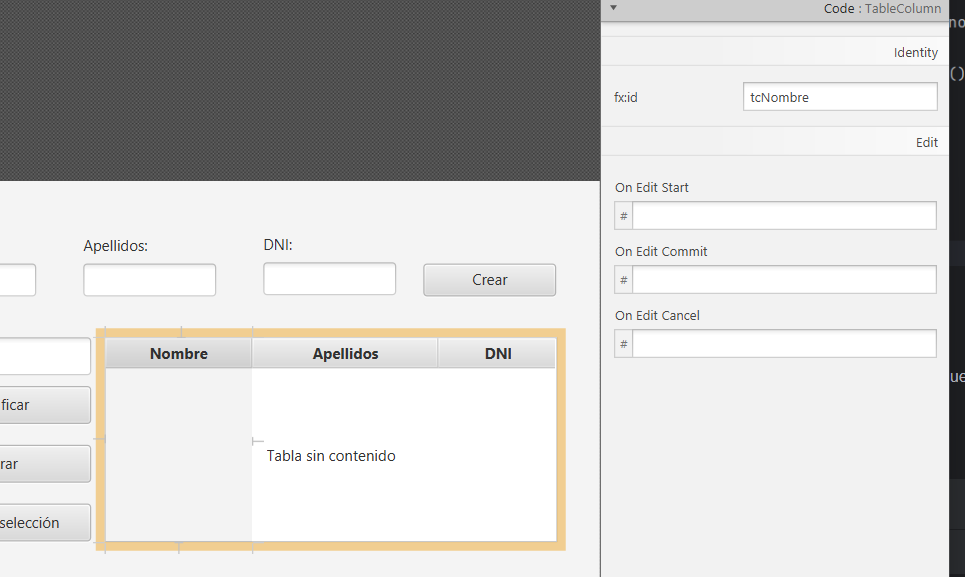 Code : TableColumn
Identity
fx:id
tcNombre
Edit
On Edit Start
#
On Edit Commit
#
On Edit Cancel
#
Apellidos:
DNI:
Crear
Nombre
Apellidos
DNI
ficar
Tabla sin contenido
rar
selección
no
()
ue